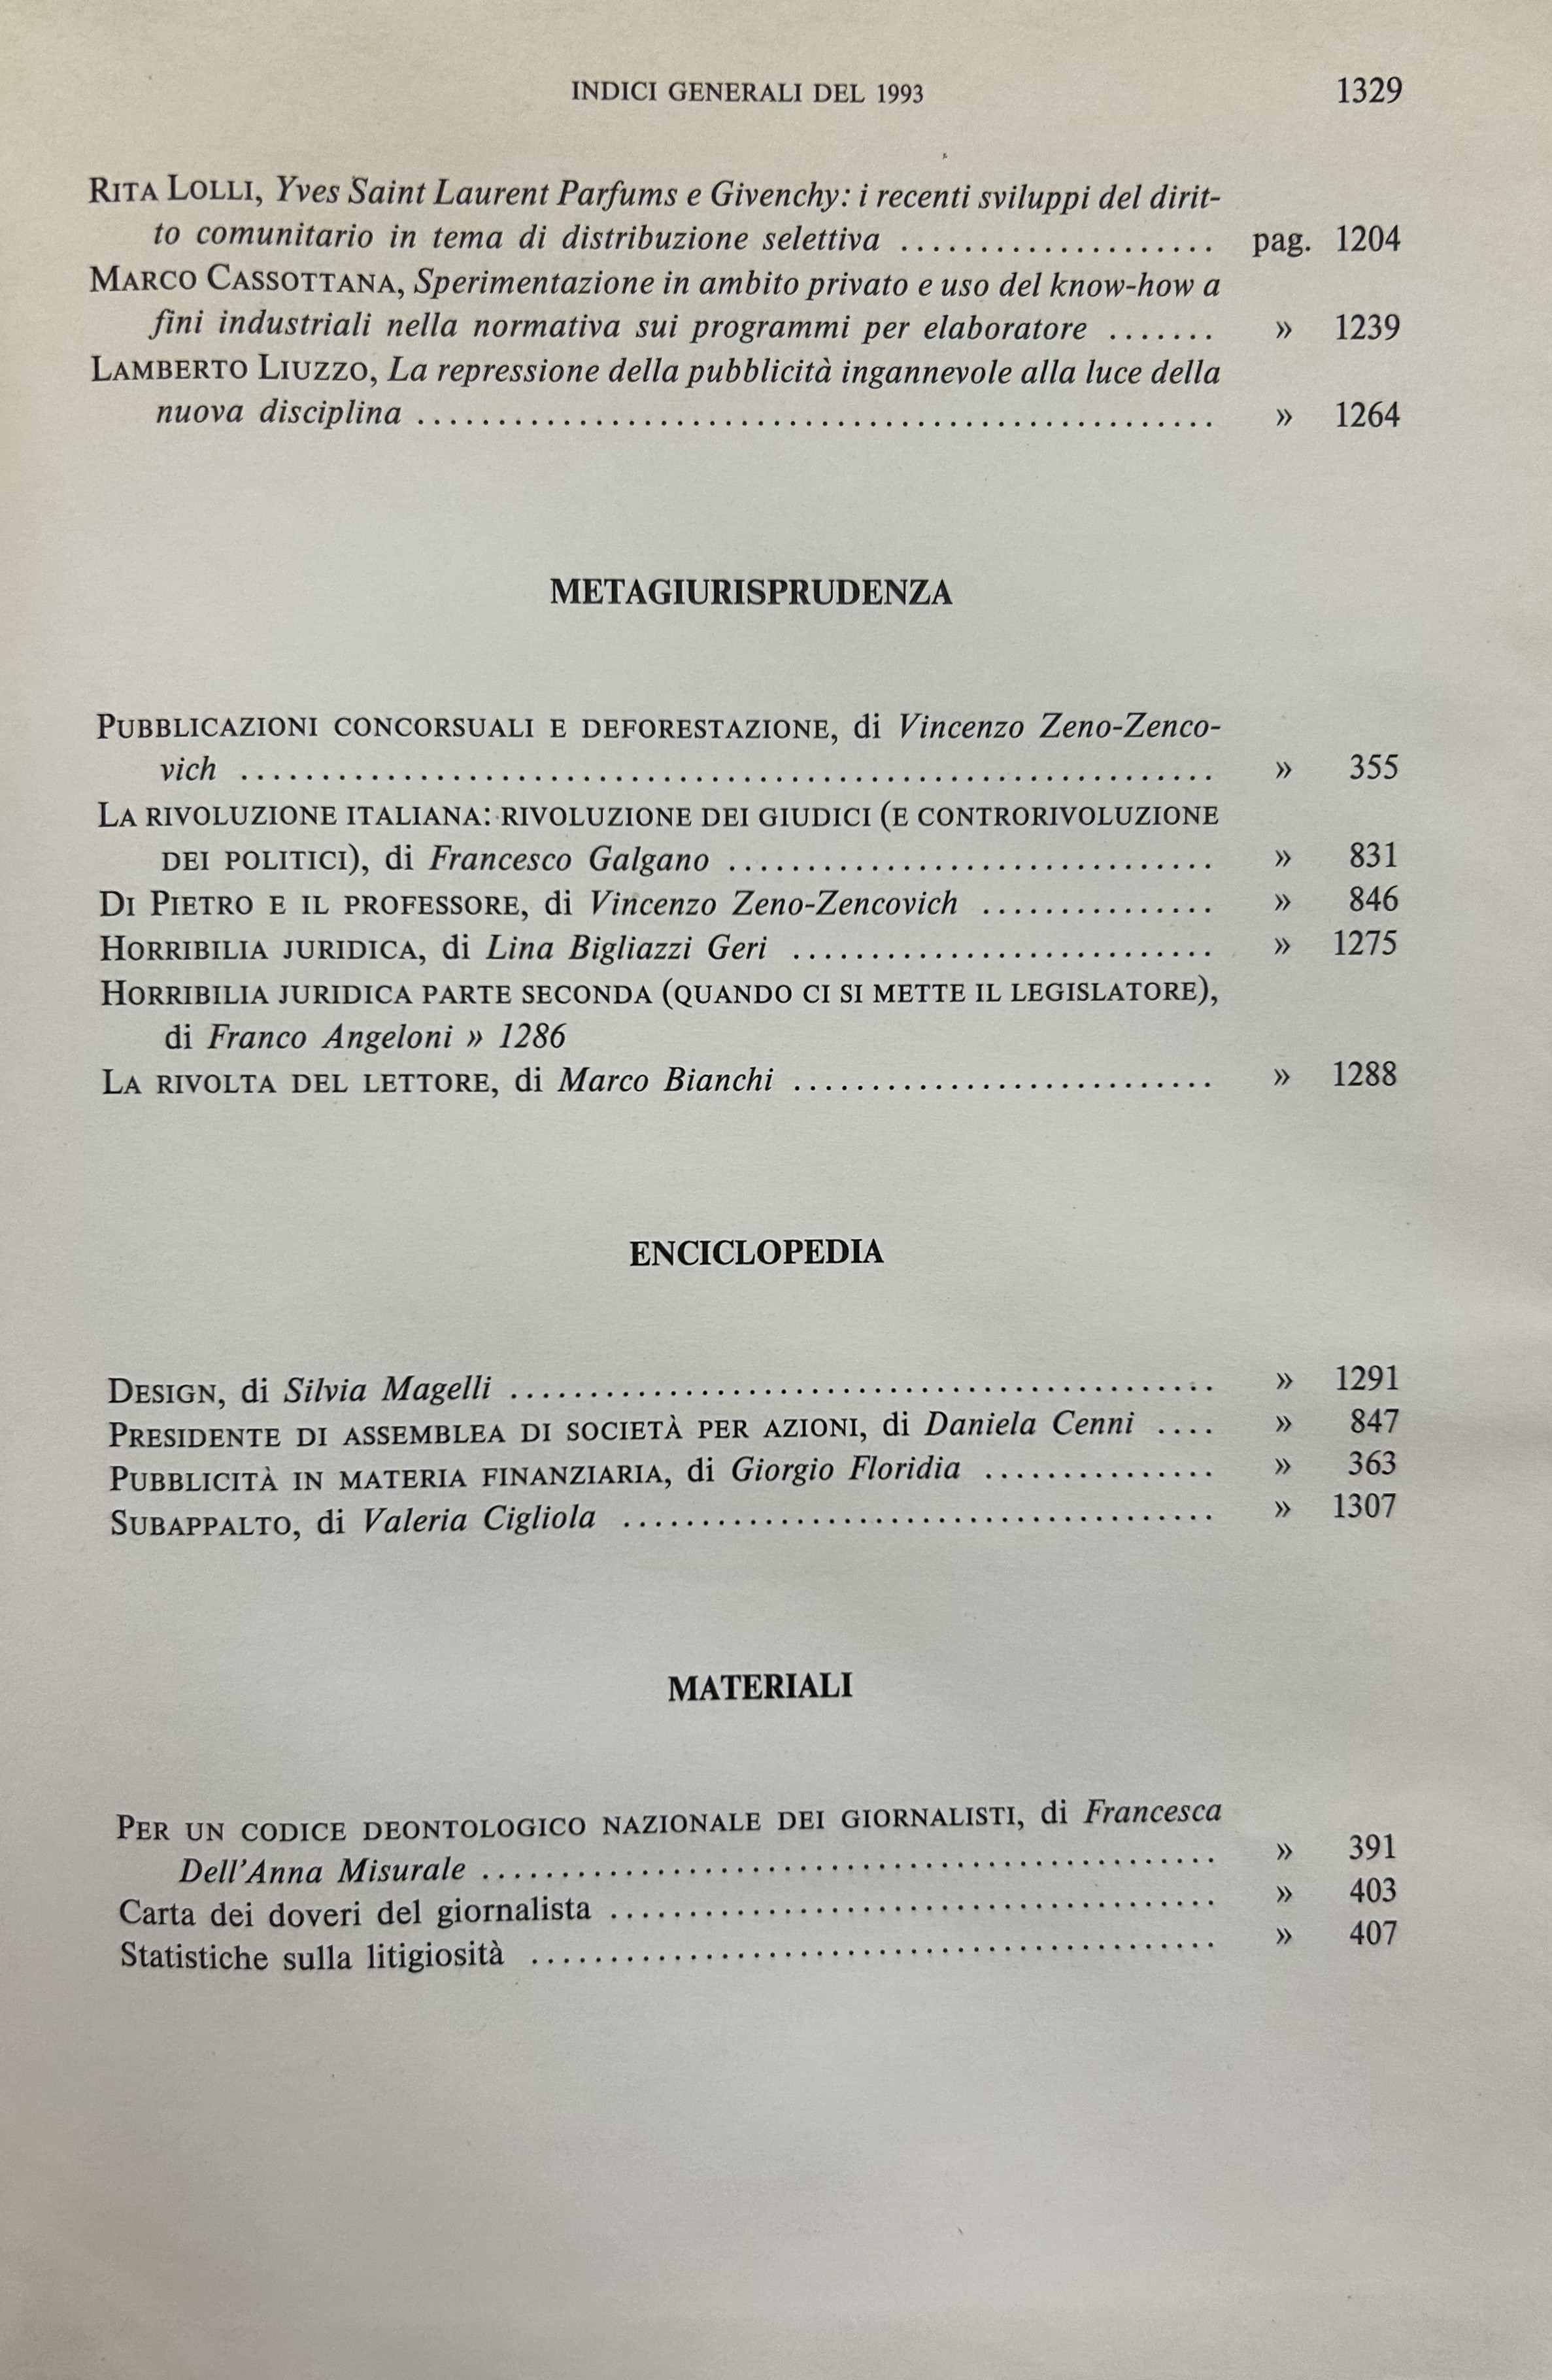 INDICI GENERALI DEL 1993 1329
RITA LOLLI, Yves Saint Laurent Parfums e Givenchy: i recenti sviluppi del dirit-
to comunitario in tema di distribuzione selettiva .................... pag. 1204
MARCO CASSOTTANA, Sperimentazione in ambito privato e uso del know-how a
fini industriali nella normativa sui programmi per elaboratore ....... » 1239
LAMBERTO LIUZZO, La repressione della pubblicità ingannevole alla luce della
nuova disciplina .................................................. » 1264
METAGIURISPRUDENZA
PUBBLICAZIONI CONCORSUALI E DEFORESTAZIONE, di Vincenzo Zeno-Zenco-
vich ............................................................. » 355
LA RIVOLUZIONE ITALIANA: RIVOLUZIONE DEI GIUDICI (E CONTRORIVOLUZIONE
DEI POLITICI), di Francesco Galgano ............................... » 831
DI PIETRO E IL PROFESSORE, di Vincenzo Zeno-Zencovich ............... » 846
HORRIBILIA JURIDICA, di Lina Bigliazzi Geri ........................... » 1275
HORRIBILIA JURIDICA PARTE SECONDA (QUANDO CI SI METTE IL LEGISLATORE),
di Franco Angeloni » 1286
LA RIVOLTA DEL LETTORE, di Marco Bianchi ........................... » 1288
ENCICLOPEDIA
DESIGN, di Silvia Magelli ............................................. » 1291
PRESIDENTE DI ASSEMBLEA DI SOCIETÀ PER AZIONI, di Daniela Cenni .... » 847
PUBBLICITÀ IN MATERIA FINANZIARIA, di Giorgio Floridia ............... » 363
SUBAPPALTO, di Valeria Cigliola ...................................... » 1307
MATERIALI
PER UN CODICE DEONTOLOGICO NAZIONALE DEI GIORNALISTI, di Francesca
Dell'Anna Misurale ............................................... » 391
Carta dei doveri del giornalista ....................................... » 403
Statistiche sulla litigiosità ............................................ » 407